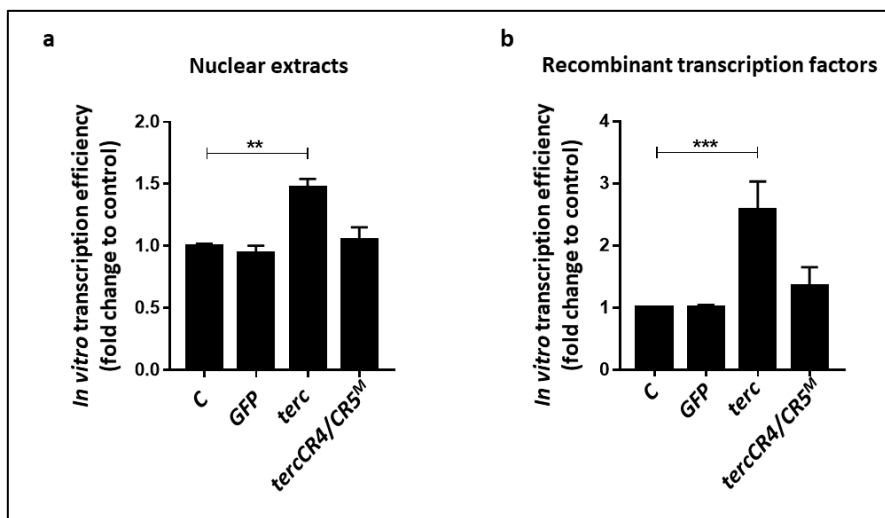 a
Nuclear extracts
In vitro transcription efficiency
(fold change to control)
2.0
1.5
1.0
0.5
0.0
**
C
GFP
terc
tercCR4/CR5M
b
Recombinant transcription factors
In vitro transcription efficiency
(fold change to control)
4
3
2
1
0
***
C
GFP
terc
tercCR4/CR5M